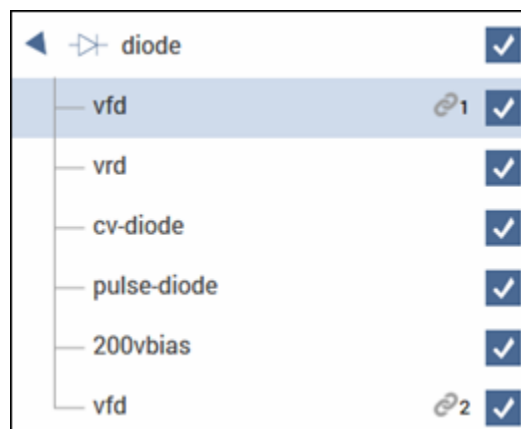 diode
vfd 1
vrd
cv-diode
pulse-diode
200vbias
vfd 2